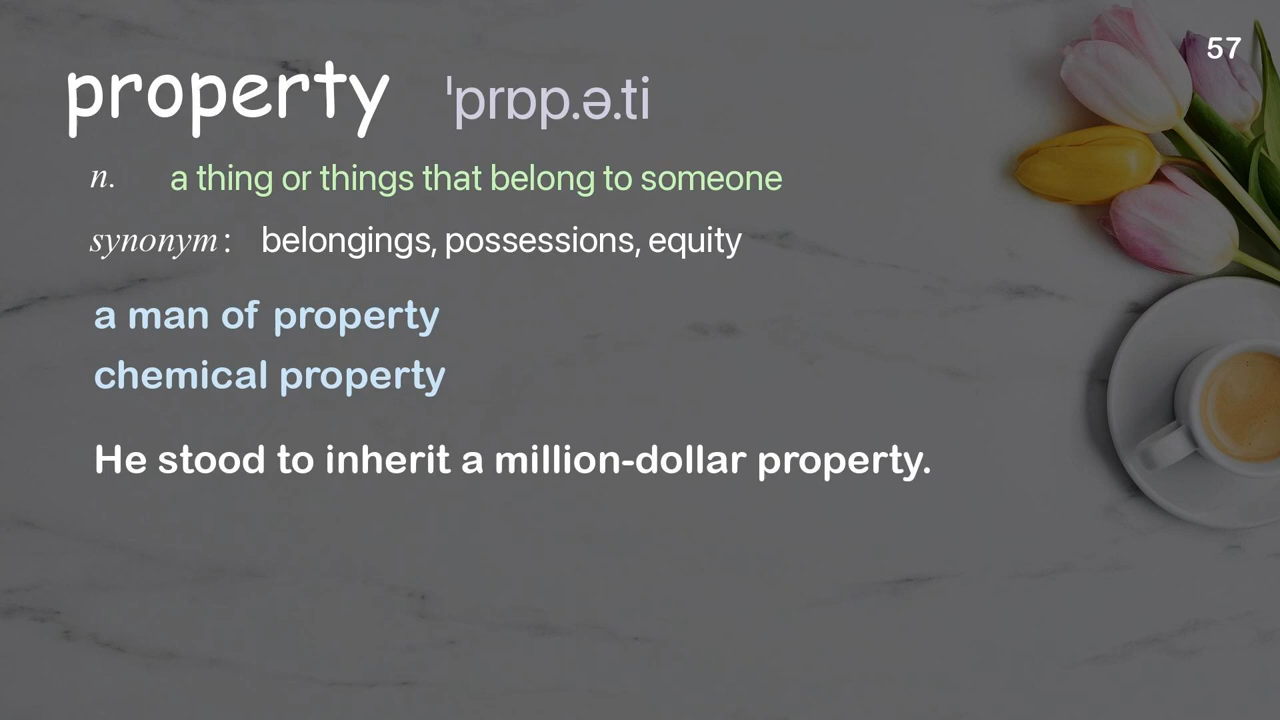 57
property ˈprɒp.ə.ti
n. a thing or things that belong to someone
synonym: belongings, possessions, equity
a man of property
chemical property
He stood to inherit a million-dollar property.